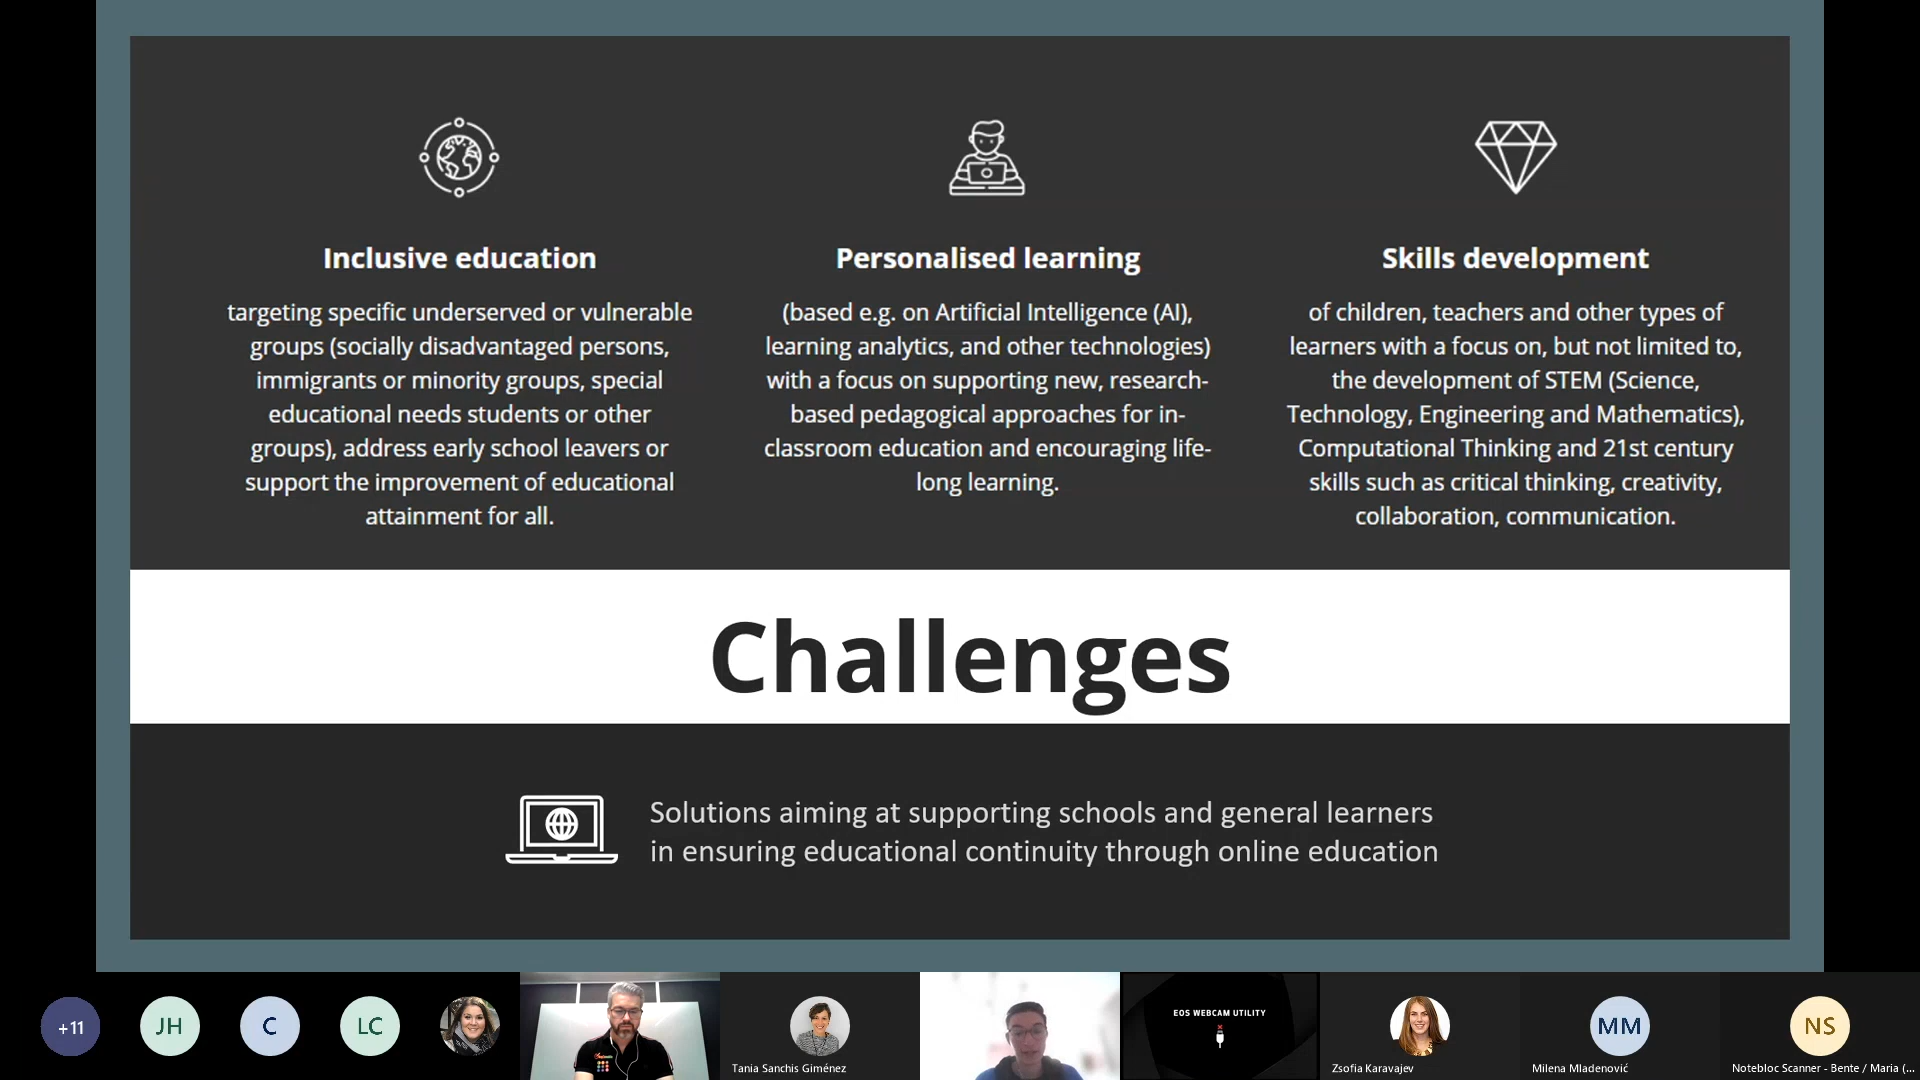 Inclusive education
targeting specific underserved or vulnerable
groups (socially disadvantaged persons,
immigrants or minority groups, special
educational needs students or other
groups), address early school leavers or
support the improvement of educational
attainment for all.
Personalised learning
(based e.g. on Artificial Intelligence (AI),
learning analytics, and other technologies)
with a focus on supporting new, research-
based pedagogical approaches for in-
classroom education and encouraging life-
long learning.
Skills development
of children, teachers and other types of
learners with a focus on, but not limited to,
the development of STEM (Science,
Technology, Engineering and Mathematics),
Computational Thinking and 21st century
skills such as critical thinking, creativity,
collaboration, communication.
Challenges
Solutions aiming at supporting schools and general learners
in ensuring educational continuity through online education
+11
JH
C
LC
Tania Sanchis Giménez
EOS WEBCAM UTILITY
Zsofia Karavajev
MM
Milena Mladenović
NS
Notebloc Scanner - Bente / Maria (...